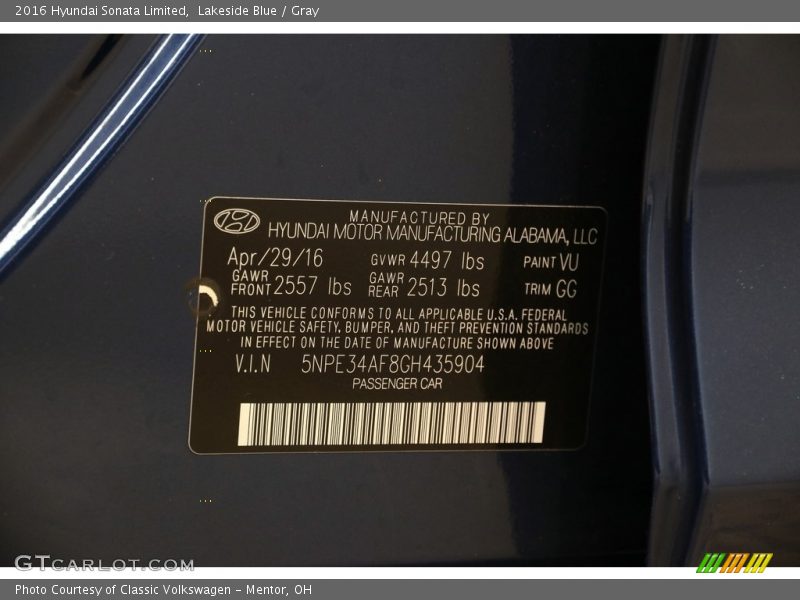 2016 Hyundai Sonata Limited, Lakeside Blue / Gray
MANUFACTURED BY
HYUNDAI MOTOR MANUFACTURING ALABAMA, LLC
Apr/29/16 GVWR 4497 lbs PAINT VU
GAWR FRONT 2557 lbs GAWR REAR 2513 lbs TRIM GG
THIS VEHICLE CONFORMS TO ALL APPLICABLE U.S.A. FEDERAL
MOTOR VEHICLE SAFETY, BUMPER, AND THEFT PREVENTION STANDARDS
IN EFFECT ON THE DATE OF MANUFACTURE SHOWN ABOVE
V.I.N 5NPE34AF8GH435904
PASSENGER CAR
GTCARLOT.COM
Photo Courtesy of Classic Volkswagen - Mentor, OH